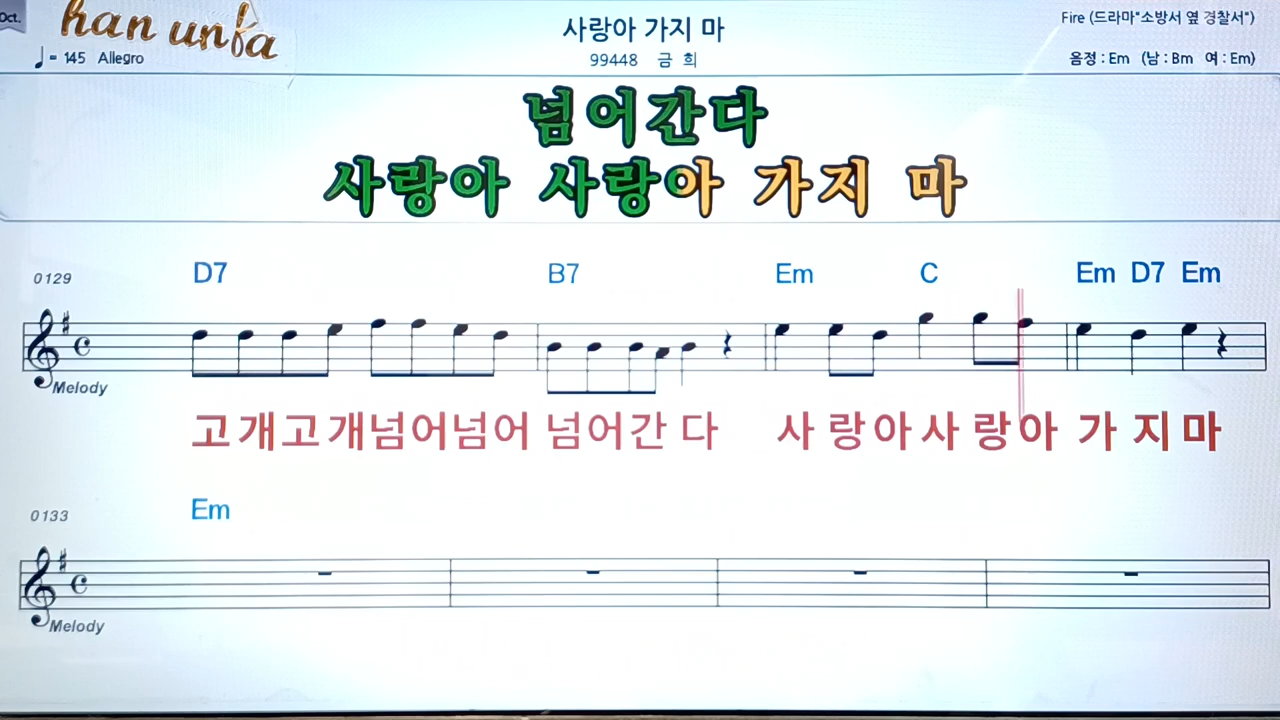 Oct.
han unfa
사랑아 가지 마
Fire (드라마"소방서 옆 경찰서")
♩= 145 Allegro
99448 금 희
음정 : Em (남 : Bm 여 : Em)
넘어간다
사랑아 사랑아 가지 마
0129 D7 B7 Em C Em D7 Em
Melody
고개고개넘어넘어 넘어간 다 사 랑아사 랑아 가 지 마
0133 Em
Melody